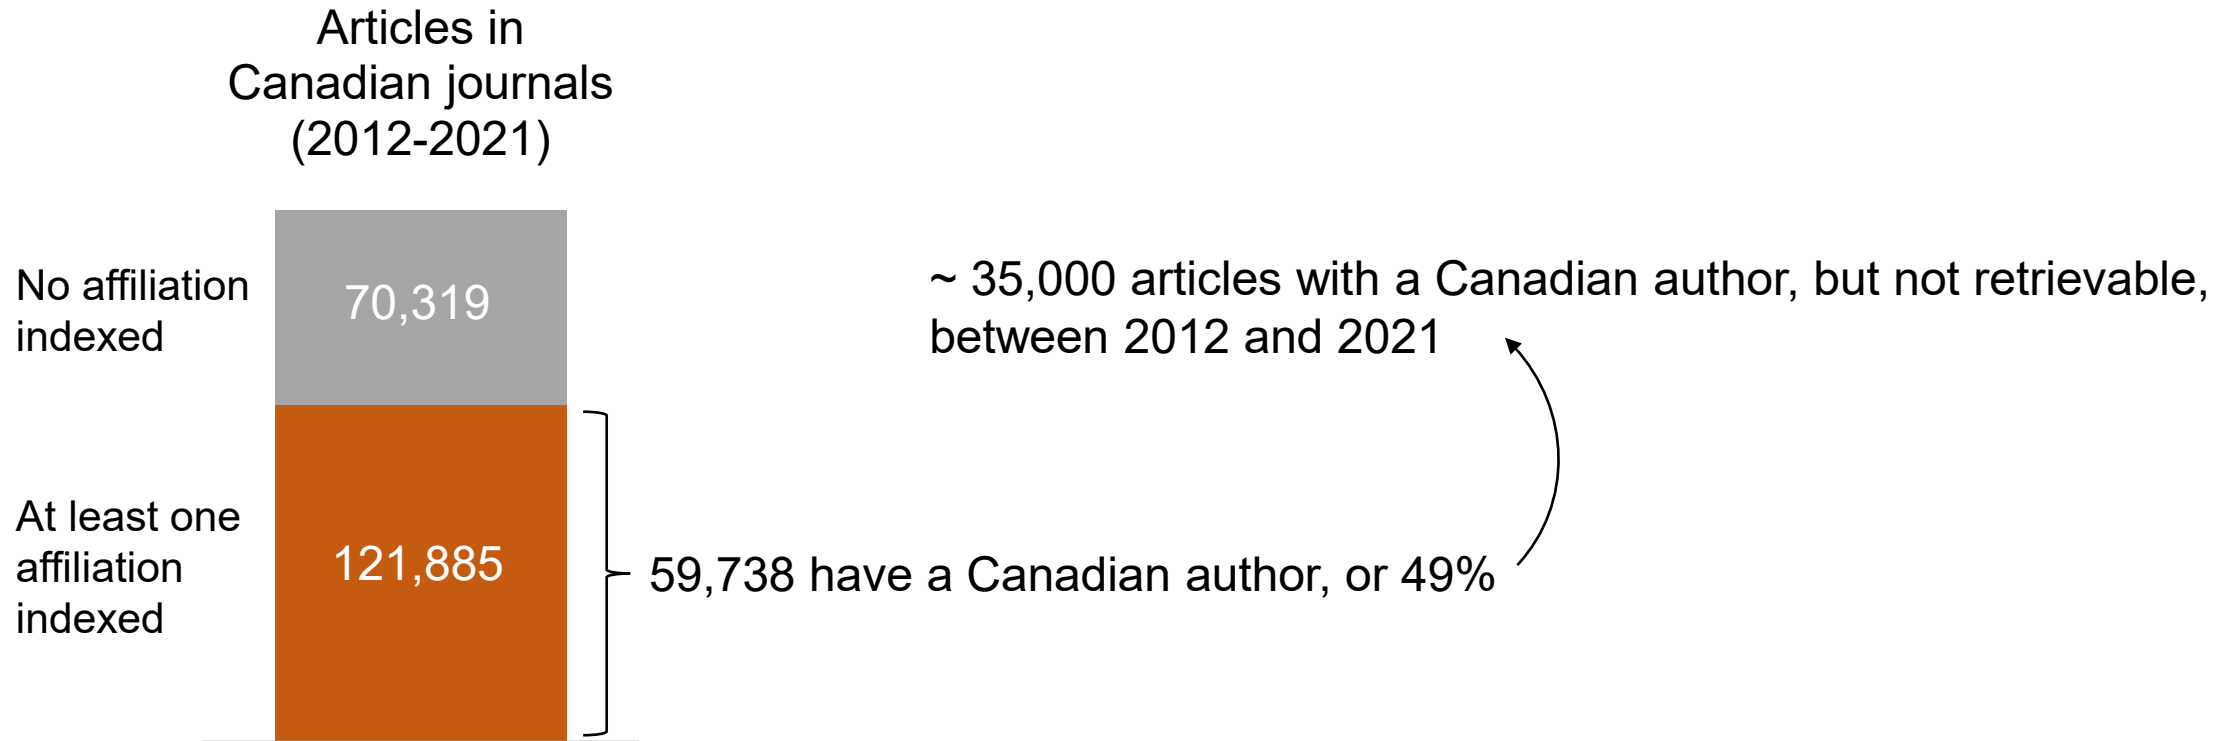 Articles in
Canadian journals
(2012-2021)
No affiliation
indexed
70,319
~ 35,000 articles with a Canadian author, but not retrievable,
between 2012 and 2021
At least one
affiliation
indexed
121,885
59,738 have a Canadian author, or 49%